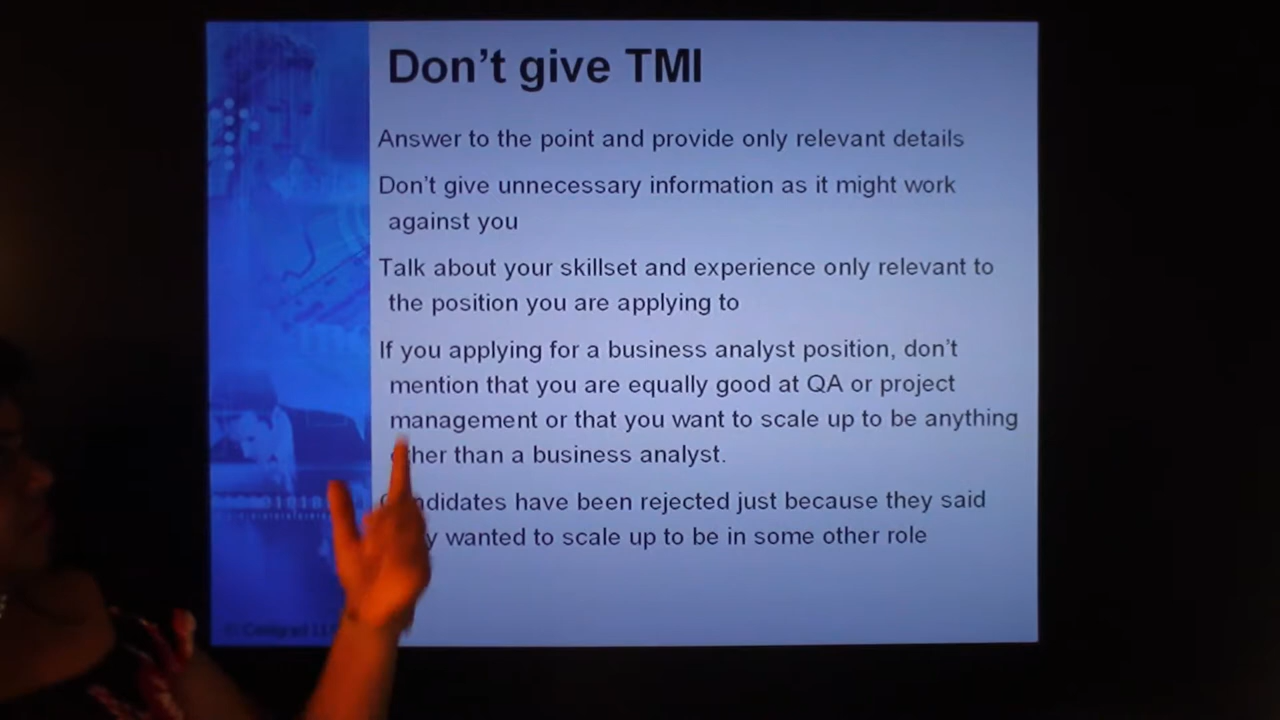 Don't give TMI
Answer to the point and provide only relevant details
Don't give unnecessary information as it might work
against you
Talk about your skillset and experience only relevant to
the position you are applying to
If you applying for a business analyst position, don't
mention that you are equally good at QA or project
management or that you want to scale up to be anything
other than a business analyst.
Candidates have been rejected just because they said
wanted to scale up to be in some other role